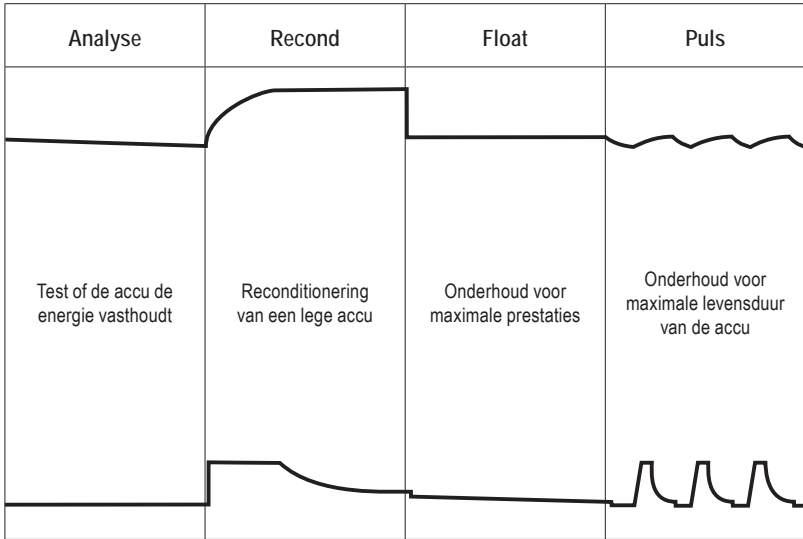 Analyse
Recond
Float
Puls
Test of de accu de
energie vasthoudt
Reconditionering
van een lege accu
Onderhoud voor
maximale prestaties
Onderhoud voor
maximale levensduur
van de accu